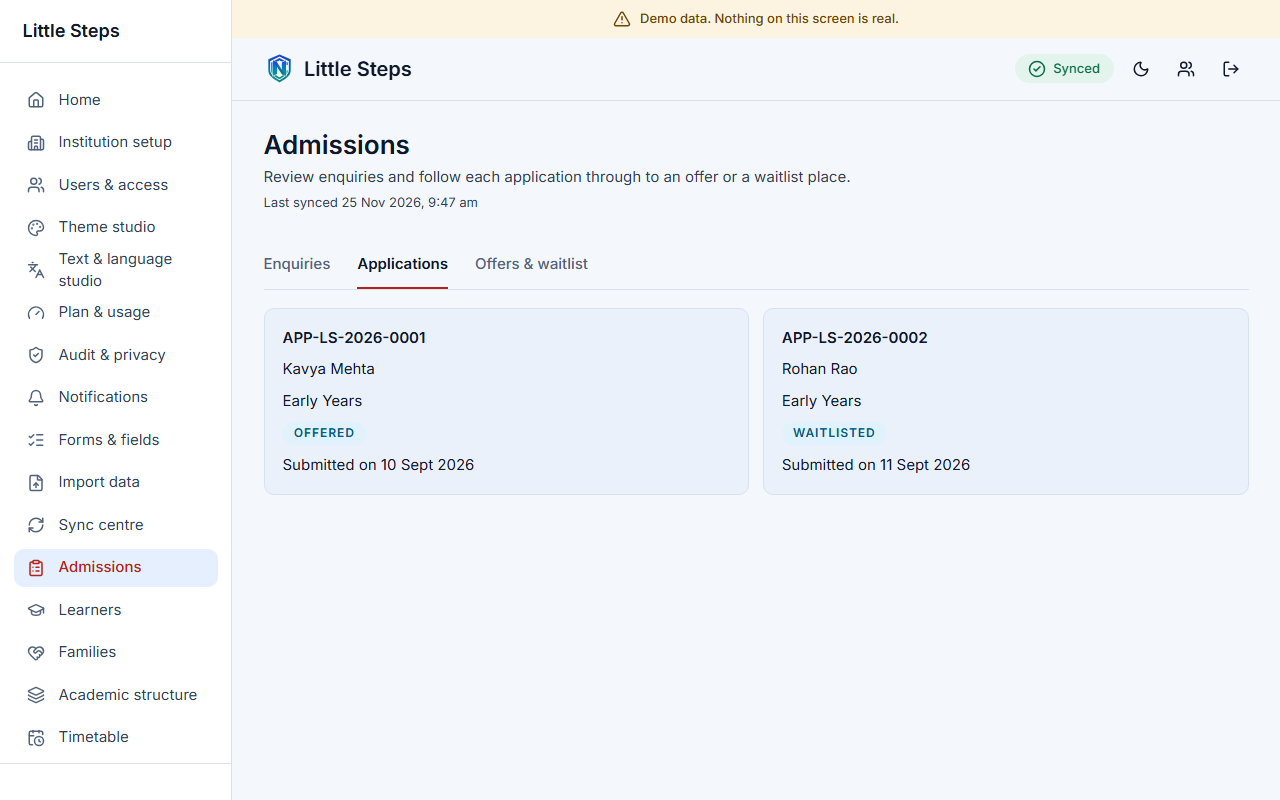 Little Steps
Demo data. Nothing on this screen is real.
Little Steps
Synced
Home
Institution setup
Users & access
Theme studio
Text & language
studio
Plan & usage
Audit & privacy
Notifications
Forms & fields
Import data
Sync centre
Admissions
Learners
Families
Academic structure
Timetable
Admissions
Review enquiries and follow each application through to an offer or a waitlist place.
Last synced 25 Nov 2026, 9:47 am
Enquiries
Applications
Offers & waitlist
APP-LS-2026-0001
Kavya Mehta
Early Years
OFFERED
Submitted on 10 Sept 2026
APP-LS-2026-0002
Rohan Rao
Early Years
WAITLISTED
Submitted on 11 Sept 2026